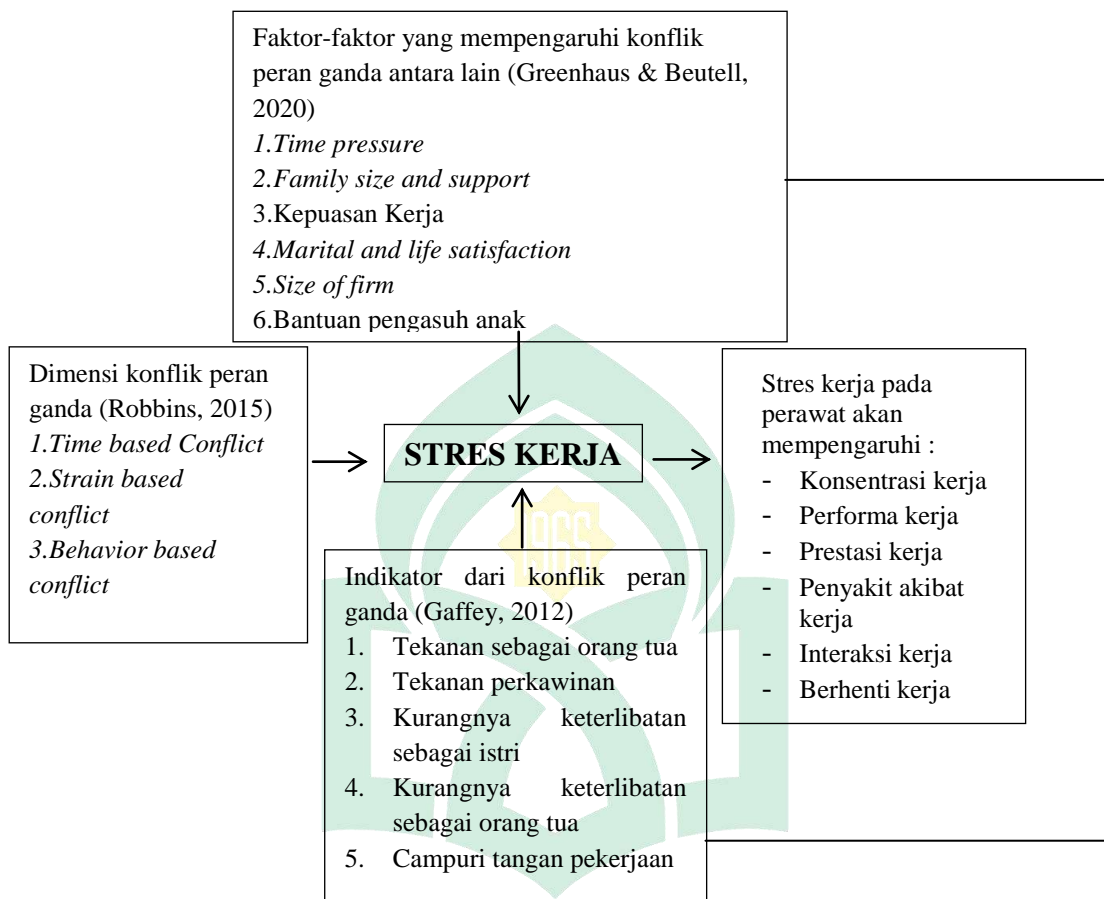 Faktor-faktor yang mempengaruhi konflik
peran ganda antara lain (Greenhaus & Beutell,
2020)
1.Time pressure
2.Family size and support
3.Kepuasan Kerja
4.Marital and life satisfaction
5.Size of firm
6.Bantuan pengasuh anak
Dimensi konflik peran
ganda (Robbins, 2015)
1.Time based Conflict
2.Strain based
conflict
3.Behavior based
conflict
STRES KERJA
Stres kerja pada
perawat akan
mempengaruhi :
- Konsentrasi kerja
- Performa kerja
- Prestasi kerja
- Penyakit akibat
kerja
- Interaksi kerja
- Berhenti kerja
1965
Indikator dari konflik peran
ganda (Gaffey, 2012)
1. Tekanan sebagai orang tua
2. Tekanan perkawinan
3. Kurangnya keterlibatan
sebagai istri
4. Kurangnya keterlibatan
sebagai orang tua
5. Campuri tangan pekerjaan